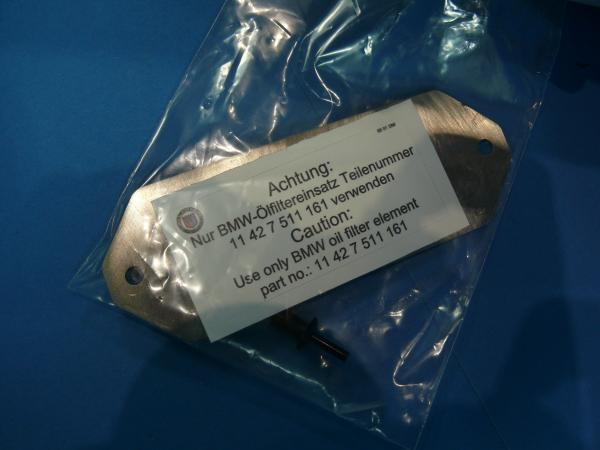 Achtung:
Nur BMW-Ölfiltereinsatz Teilenummer
11 42 7 511 161 verwenden
Caution:
Use only BMW oil filter element
part no.: 11 42 7 511 161